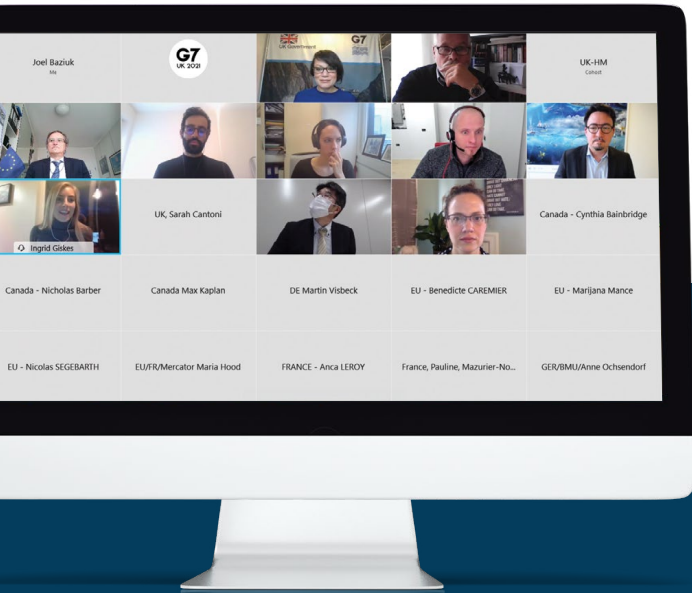 Joel Baziuk
Me
G7
UK 2021
UK Government
G7
UK-HM
Cohost
Ingrid Giskes
UK, Sarah Cantoni
Canada - Cynthia Bainbridge
Canada - Nicholas Barber
Canada Max Kaplan
DE Martin Visbeck
EU - Benedicte CAREMIER
EU - Marijana Mance
EU - Nicolas SEGEBARTH
EU/FR/Mercator Maria Hood
FRANCE - Anca LEROY
France, Pauline, Mazurier-No...
GER/BMU/Anne Ochsendorf